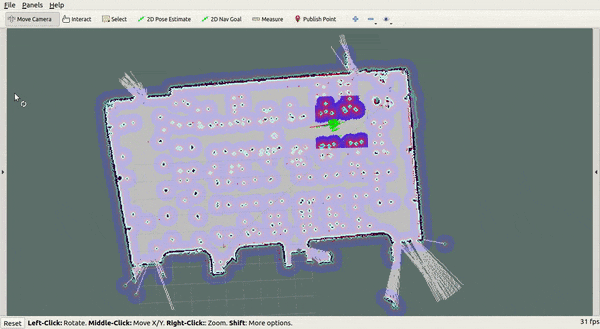 File Panels Help
Move Camera Interact Select 2D Pose Estimate 2D Nav Goal Measure Publish Point
Reset Left-Click: Rotate. Middle-Click: Move X/Y. Right-Click:: Zoom. Shift: More options. 31 fps